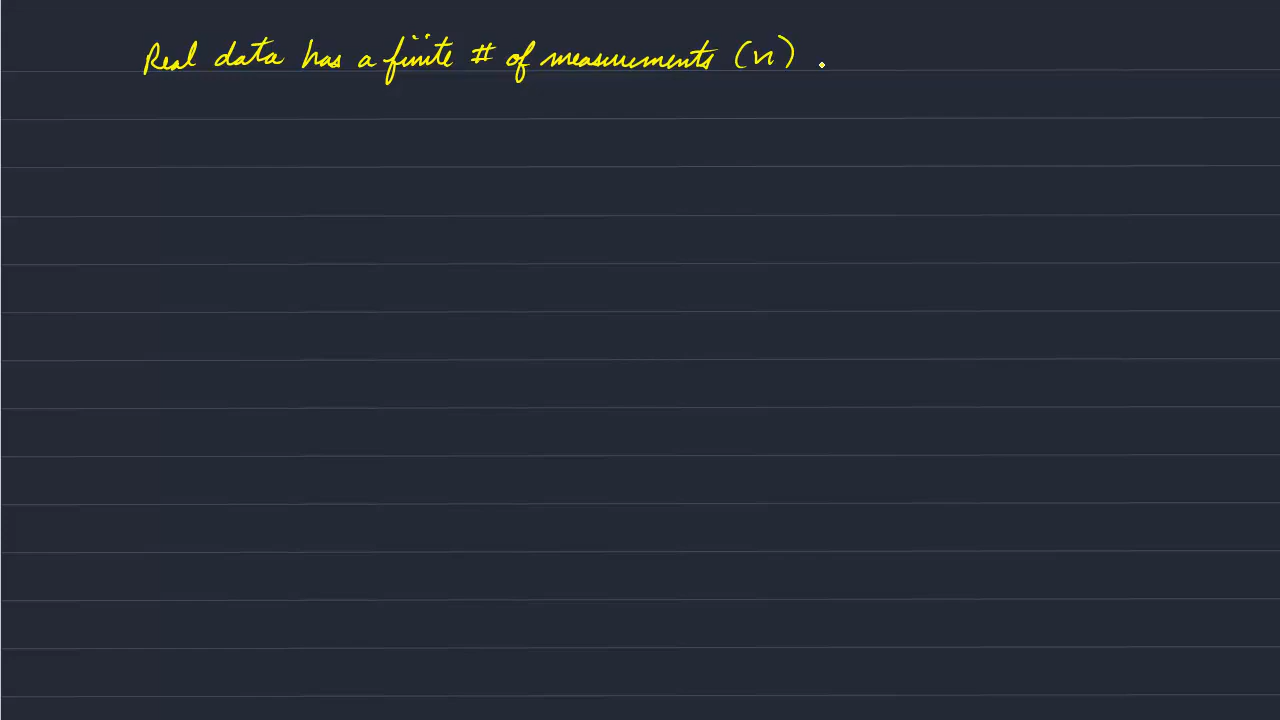 Real data has a finite # of measurements (n) .